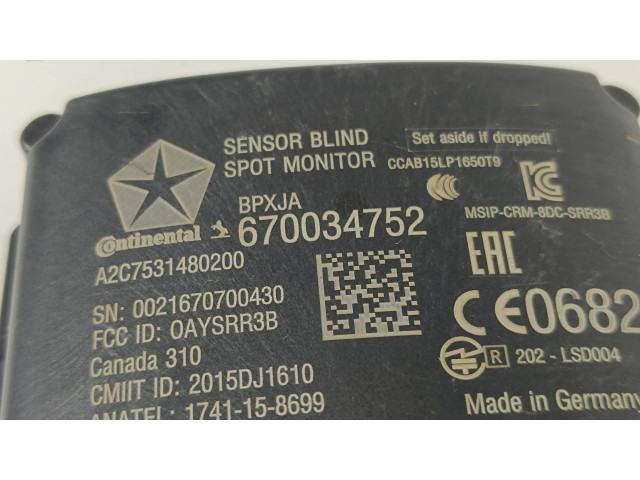 SENSOR BLIND
SPOT MONITOR
Set aside if dropped!
CCAB15LP1650T9
BPXJA
670034752
MSIP-CRM-8DC-SRR3B
Continental
A2C7531480200
SN: 0021670700430
FCC ID: OAYSRR3B
Canada 310
CMIIT ID: 2015DJ1610
ANATEL: 1741-15-8699
EAC
CE0682
R 202 - LSD004
Made in Germany